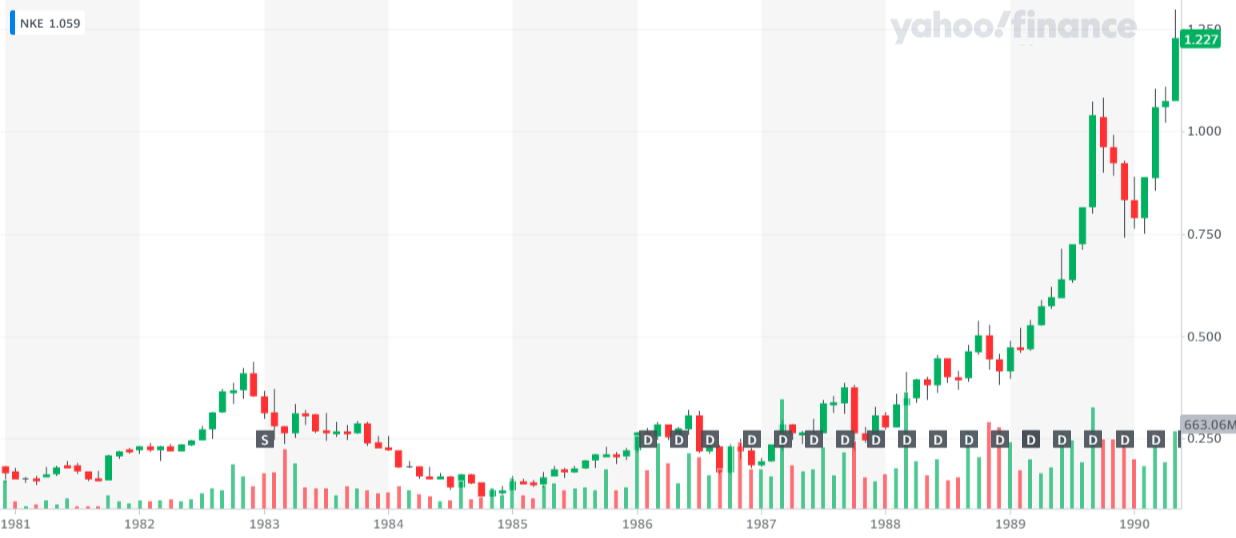 NKE 1.059
yahoo!finance
1.250
1.227
1.000
0.750
0.500
663.06M
0.250
S D D D D D D D D D D D D D D D D D
1981 1982 1983 1984 1985 1986 1987 1988 1989 1990